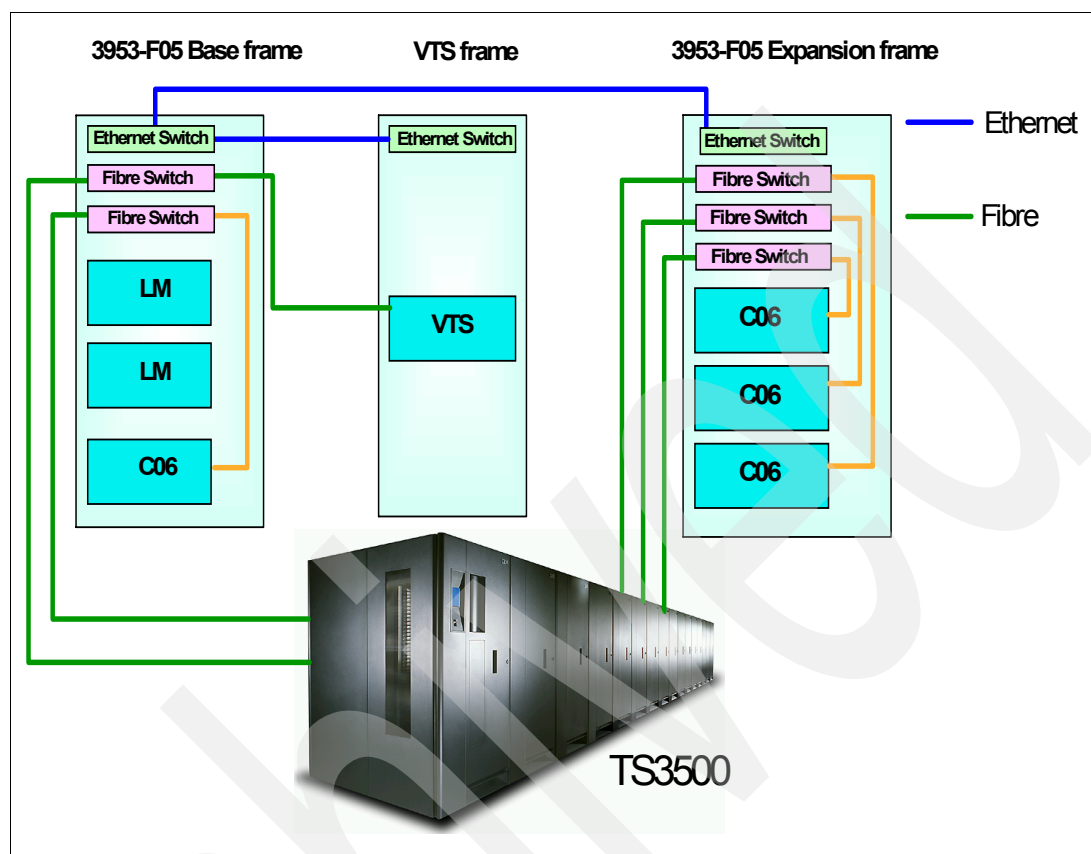 3953-F05 Base frame
VTS frame
3953-F05 Expansion frame
Ethernet Switch
Fibre Switch
Fibre Switch
LM
LM
C06
Ethernet Switch
VTS
Ethernet Switch
Fibre Switch
Fibre Switch
Fibre Switch
C06
C06
C06
Ethernet
Fibre
TS3500